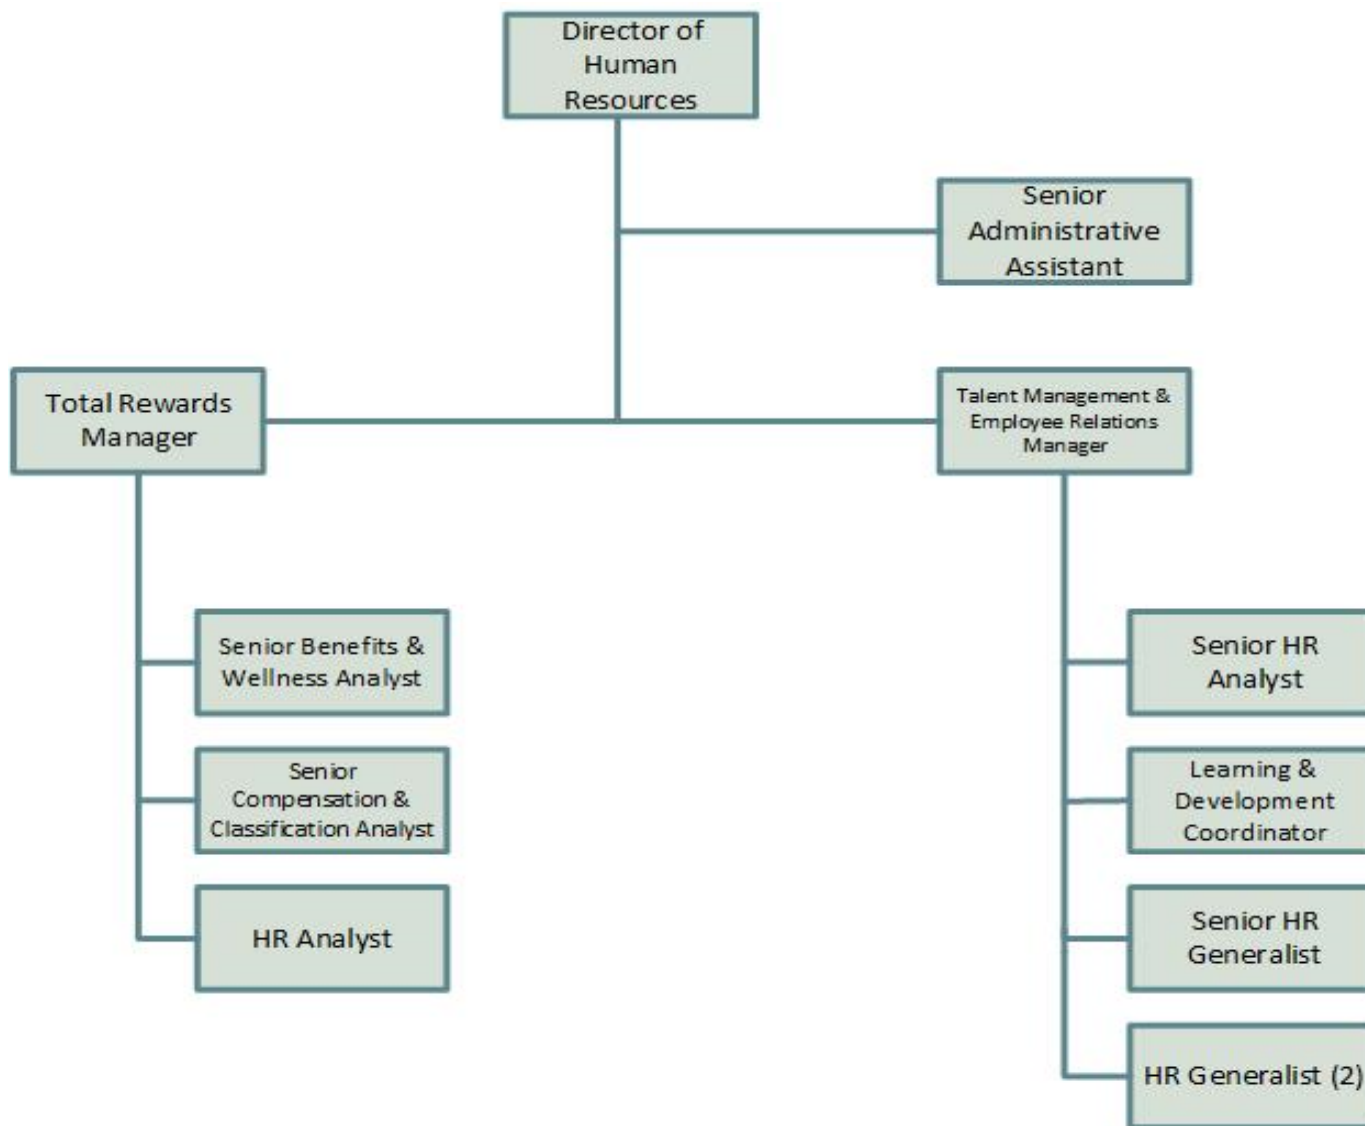 Director of
Human
Resources
Senior
Administrative
Assistant
Total Rewards
Manager
Talent Management &
Employee Relations
Manager
Senior Benefits &
Wellness Analyst
Senior
Compensation &
Classification Analyst
HR Analyst
Senior HR
Analyst
Learning &
Development
Coordinator
Senior HR
Generalist
HR Generalist (2)